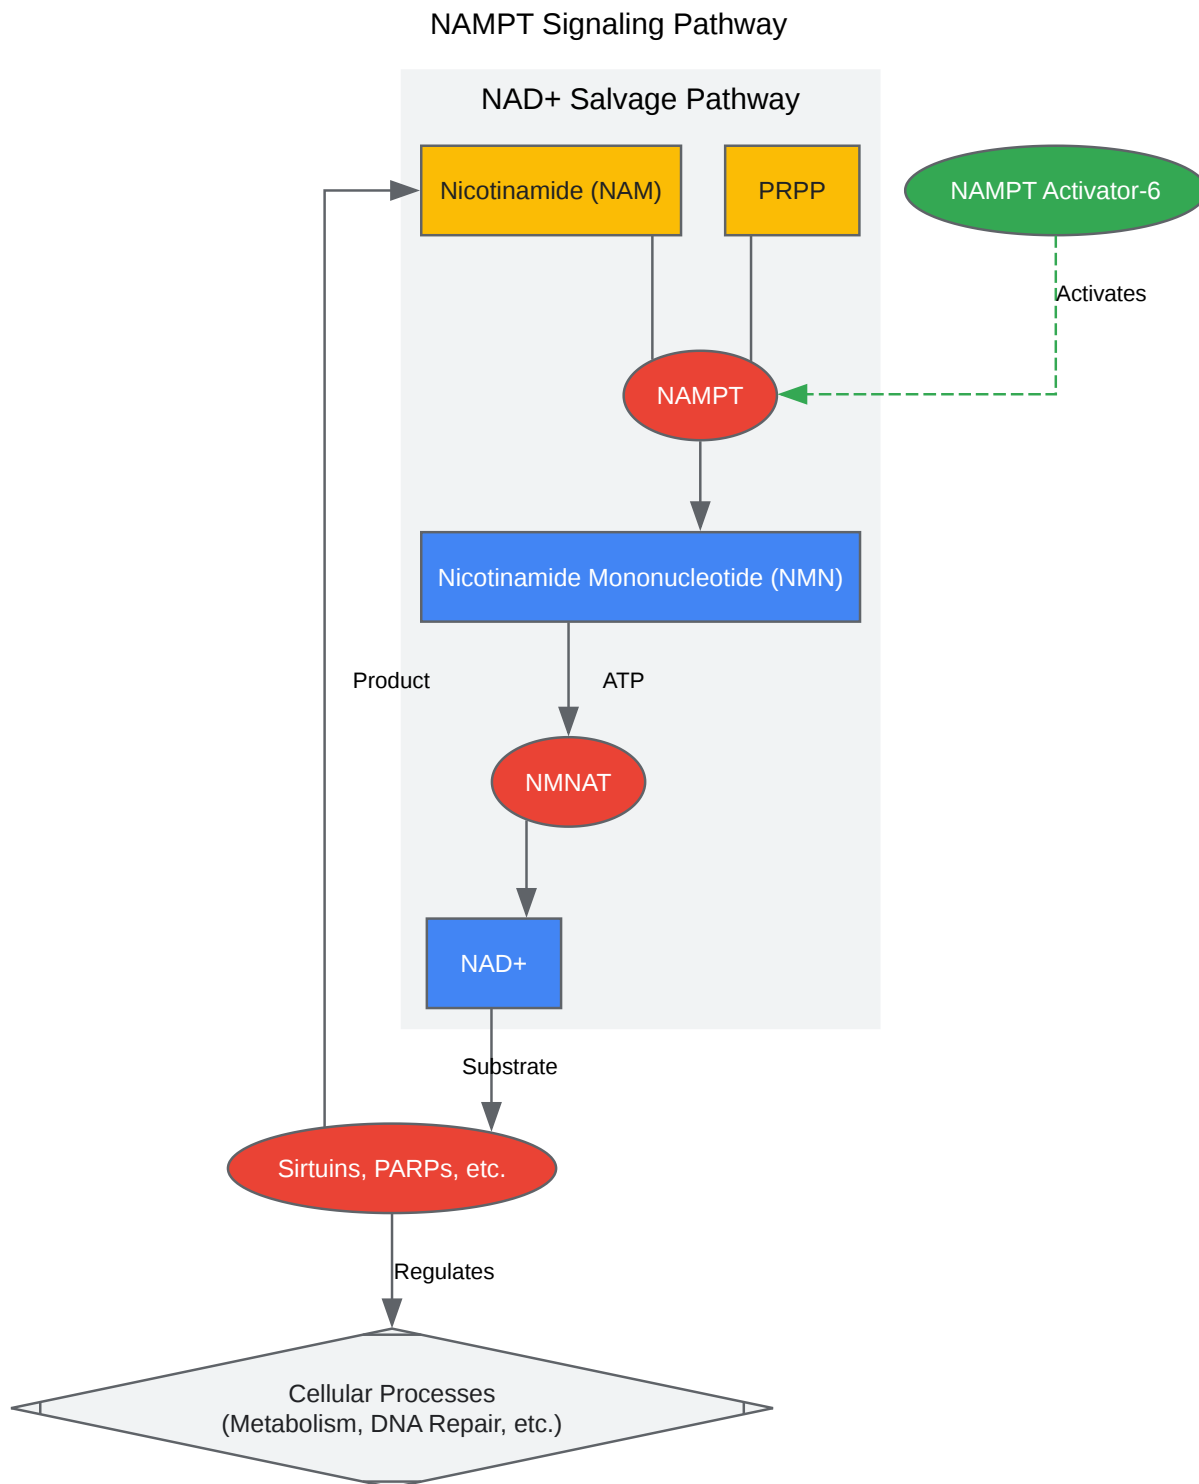 NAMPT Signaling Pathway
NAD+ Salvage Pathway
Nicotinamide (NAM)
PRPP
NAMPT Activator-6
Activates
NAMPT
Nicotinamide Mononucleotide (NMN)
Product
ATP
NMNAT
NAD+
Substrate
Sirtuins, PARPs, etc.
Regulates
Cellular Processes
(Metabolism, DNA Repair, etc.)